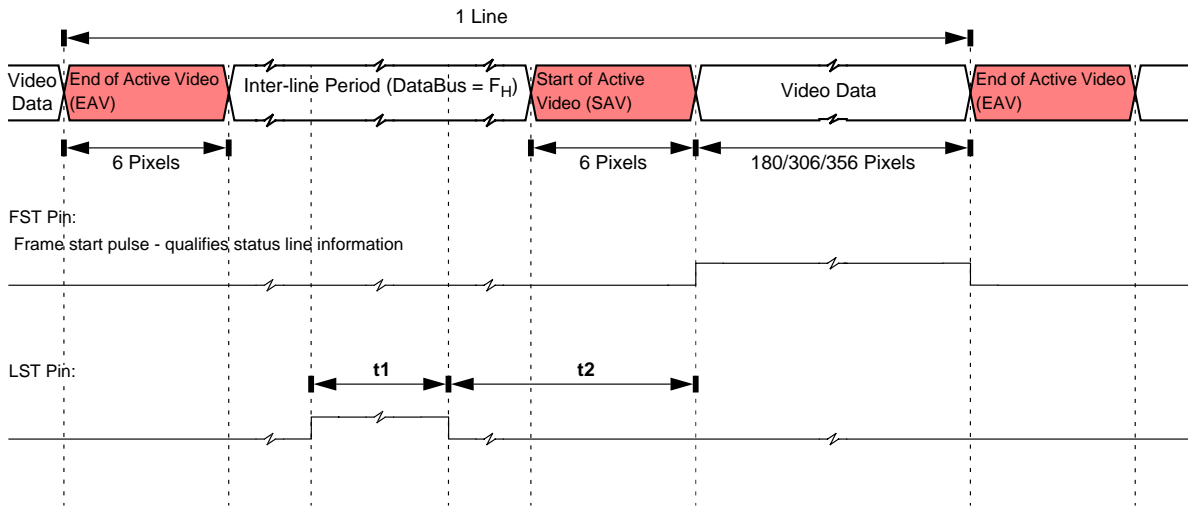 1 Line
Video
Data
End of Active Video
(EAV)
Inter-line Period (DataBus = FH)
Start of Active
Video (SAV)
Video Data
End of Active Video
(EAV)
6 Pixels
6 Pixels
180/306/356 Pixels
FST Pin:
Frame start pulse - qualifies status line information
LST Pin:
t1
t2